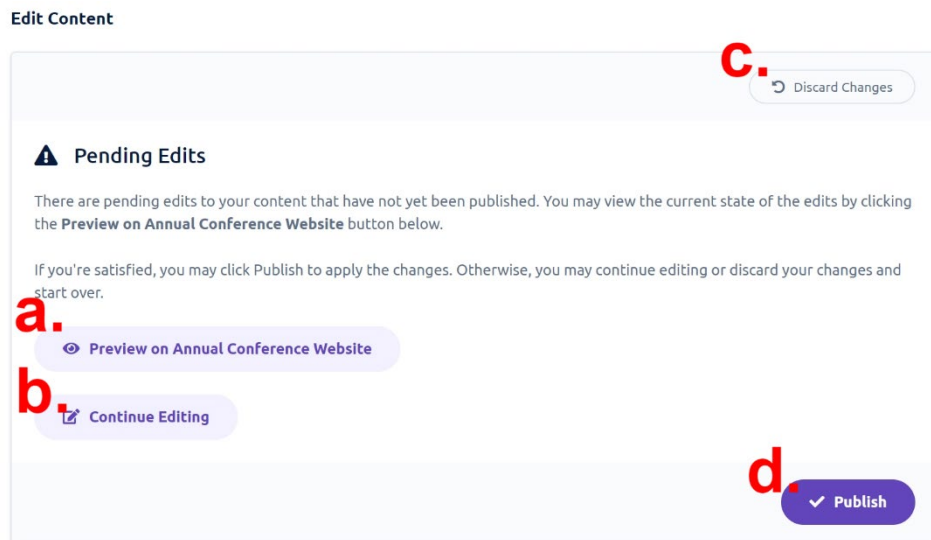 Edit Content
c.
Discard Changes
Pending Edits
There are pending edits to your content that have not yet been published. You may view the current state of the edits by clicking
the Preview on Annual Conference Website button below.
If you're satisfied, you may click Publish to apply the changes. Otherwise, you may continue editing or discard your changes and
start over.
a.
Preview on Annual Conference Website
b.
Continue Editing
d.
Publish